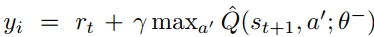 y_i = r_t + γ max_{a'} Q̂(s_{t+1}, a'; θ^-)